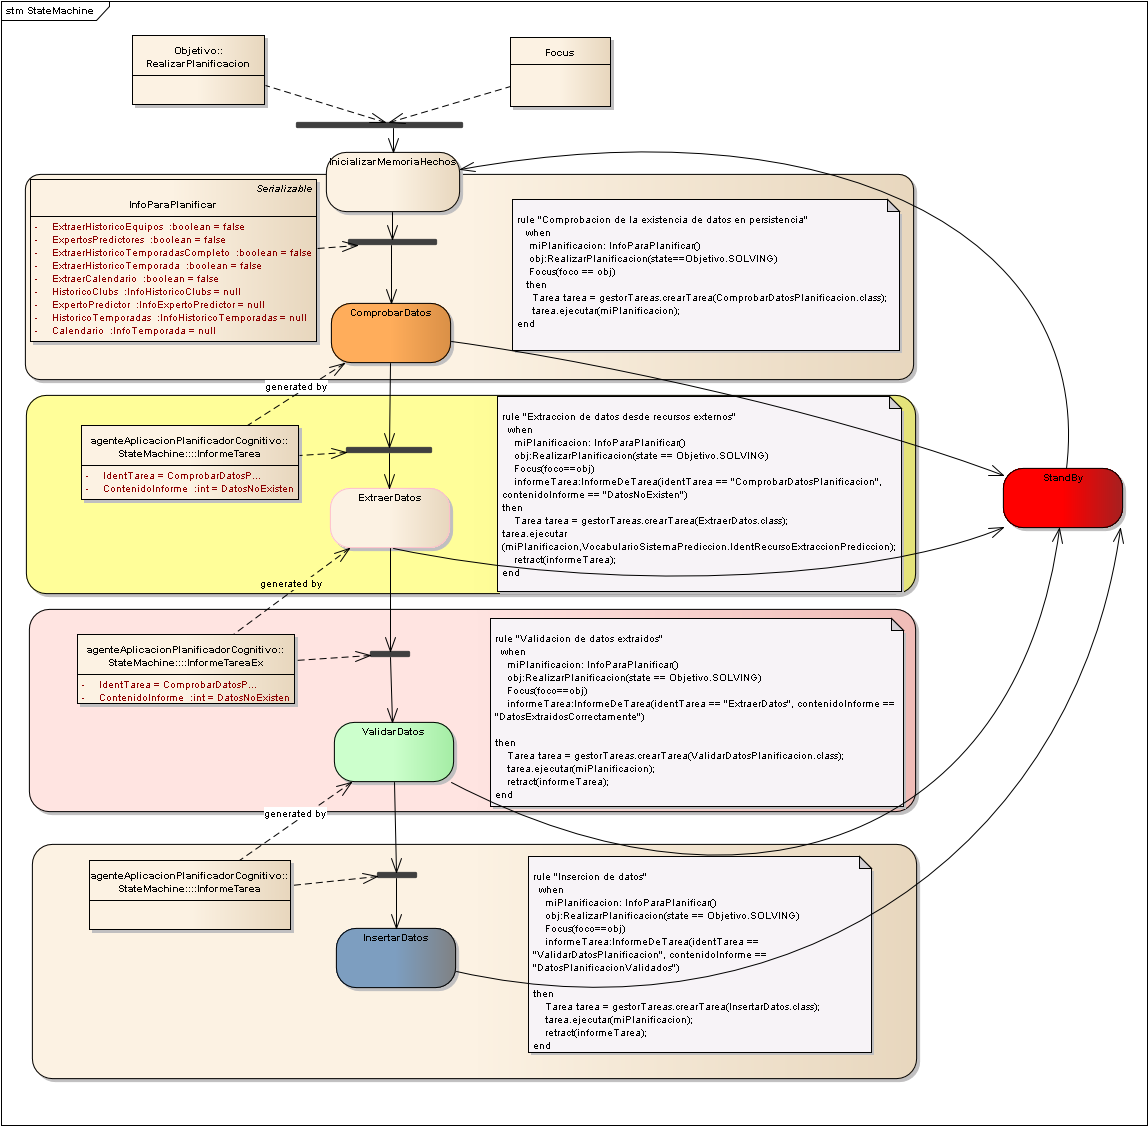 stm StateMachine
Objetivo::
RealizarPlanificacion
Focus
InicializarMemoriaHechos
Serializable
InfoParaPlanificar
- ExtraerHistoricoEquipos :boolean = false
- ExpertosPredictores :boolean = false
- ExtraerHistoricoTemporadasCompleto :boolean = false
- ExtraerHistoricoTemporada :boolean = false
- ExtraerCalendario :boolean = false
- HistoricoClubs :InfoHistoricoClubs = null
- ExpertoPredictor :InfoExpertoPredictor = null
- HistoricoTemporadas :InfoHistoricoTemporadas = null
- Calendario :InfoTemporada = null
rule "Comprobacion de la existencia de datos en persistencia"
when
miPlanificacion: InfoParaPlanificar()
obj:RealizarPlanificacion(state==Objetivo.SOLVING)
Focus(foco == obj)
then
Tarea tarea = gestorTareas.crearTarea(ComprobarDatosPlanificacion.class);
tarea.ejecutar(miPlanificacion);
end
ComprobarDatos
generated by
agenteAplicacionPlanificadorCognitivo::
StateMachine::::InformeTarea
- IdentTarea = ComprobarDatosP...
- ContenidoInforme :int = DatosNoExisten
rule "Extraccion de datos desde recursos externos"
when
miPlanificacion: InfoParaPlanificar()
obj:RealizarPlanificacion(state == Objetivo.SOLVING)
Focus(foco==obj)
informeTarea:InformeDeTarea(identTarea == "ComprobarDatosPlanificacion",
contenidoInforme == "DatosNoExisten")
then
Tarea tarea = gestorTareas.crearTarea(ExtraerDatos.class);
tarea.ejecutar
(miPlanificacion,VocabularioSistemaPrediccion.IdentRecursoExtraccionPrediccion);
retract(informeTarea);
end
StandBy
ExtraerDatos
generated by
agenteAplicacionPlanificadorCognitivo::
StateMachine::::InformeTareaEx
- IdentTarea = ComprobarDatosP...
- ContenidoInforme :int = DatosNoExisten
rule "Validacion de datos extraidos"
when
miPlanificacion: InfoParaPlanificar()
obj:RealizarPlanificacion(state == Objetivo.SOLVING)
Focus(foco==obj)
informeTarea:InformeDeTarea(identTarea == "ExtraerDatos", contenidoInforme ==
"DatosExtraidosCorrectamente")
then
Tarea tarea = gestorTareas.crearTarea(ValidarDatosPlanificacion.class);
tarea.ejecutar(miPlanificacion);
retract(informeTarea);
end
ValidarDatos
generated by
agenteAplicacionPlanificadorCognitivo::
StateMachine::::InformeTarea
rule "Insercion de datos"
when
miPlanificacion: InfoParaPlanificar()
obj:RealizarPlanificacion(state == Objetivo.SOLVING)
Focus(foco==obj)
informeTarea:InformeDeTarea(identTarea ==
"ValidarDatosPlanificacion", contenidoInforme ==
"DatosPlanificacionValidados")
then
Tarea tarea = gestorTareas.crearTarea(InsertarDatos.class);
tarea.ejecutar(miPlanificacion);
retract(informeTarea);
end
InsertarDatos